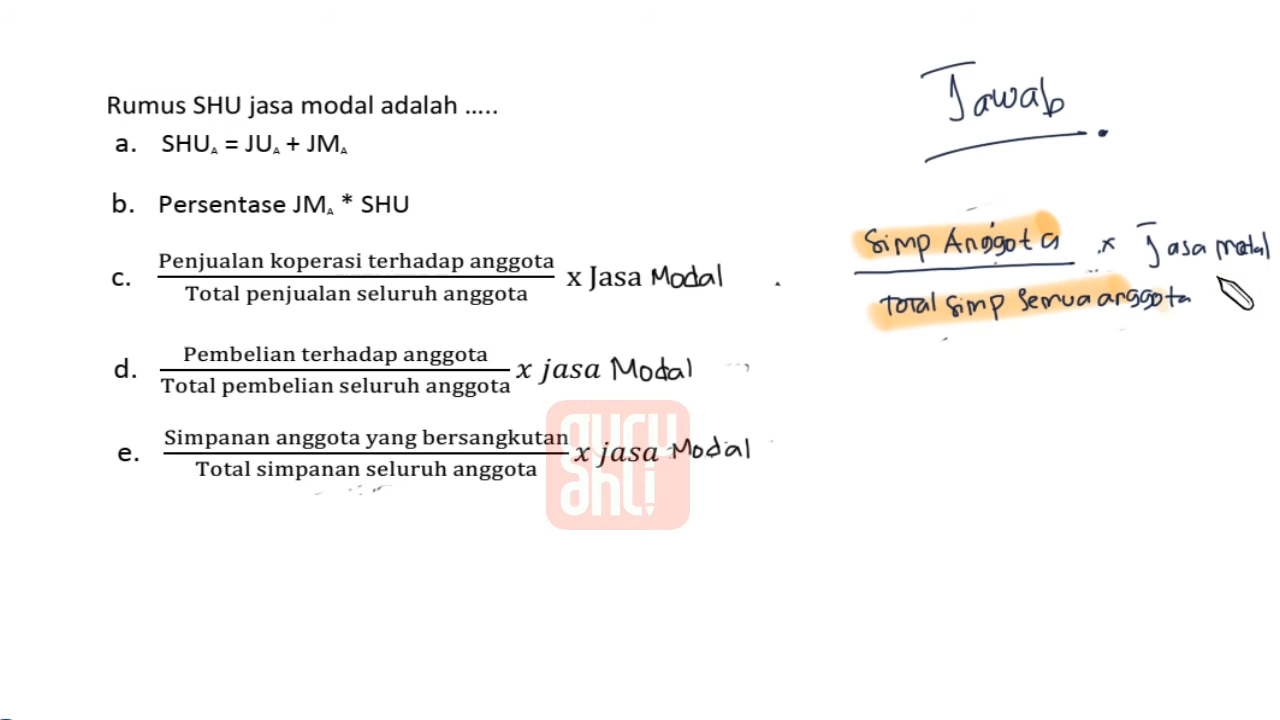 Rumus SHU jasa modal adalah .....
a. SHUA = JUA + JMA
b. Persentase JMA * SHU
c. Penjualan koperasi terhadap anggota
Total penjualan seluruh anggota
x Jasa Modal
d. Pembelian terhadap anggota
Total pembelian seluruh anggota
x jasa Modal
e. Simpanan anggota yang bersangkutan
Total simpanan seluruh anggota
x jasa Modal
guru
ahli
Jawab
Simp Anggota
Total simp semua anggota
x Jasa modal